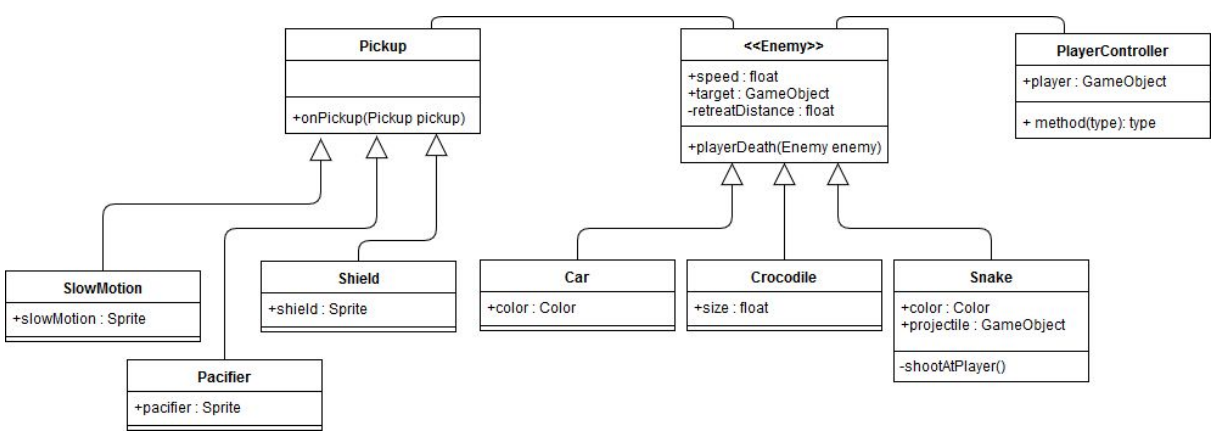 Pickup
+onPickup(Pickup pickup)
<<Enemy>>
+speed : float
+target : GameObject
-retreatDistance : float
+playerDeath(Enemy enemy)
PlayerController
+player : GameObject
+ method(type): type
SlowMotion
+slowMotion : Sprite
Pacifier
+pacifier : Sprite
Shield
+shield : Sprite
Car
+color : Color
Crocodile
+size : float
Snake
+color : Color
+projectile : GameObject
-shootAtPlayer()